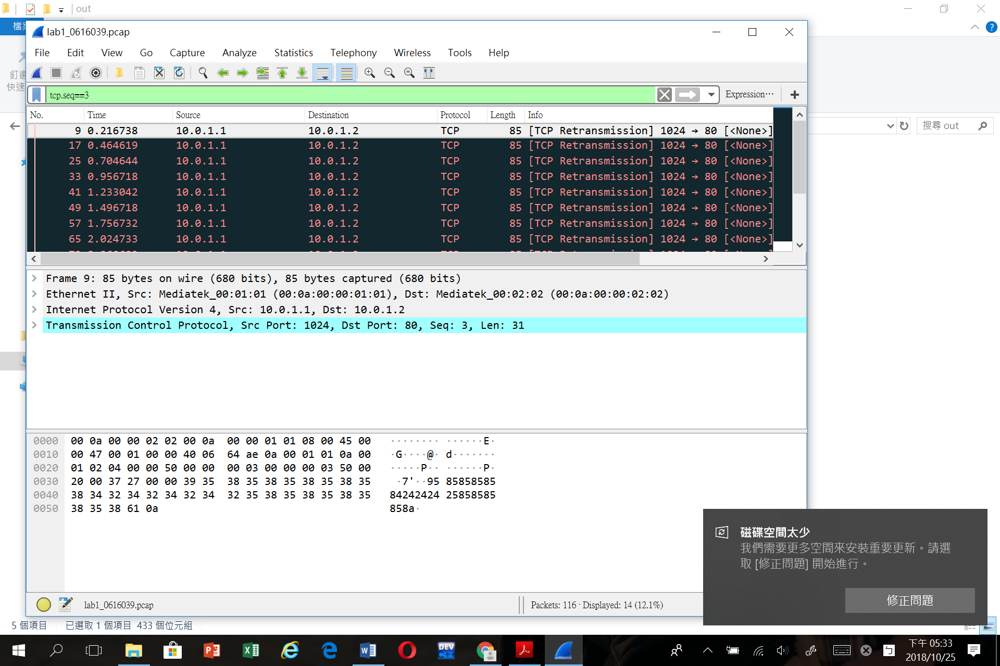 out
檔案
lab1_0616039.pcap
File Edit View Go Capture Analyze Statistics Telephony Wireless Tools Help
釘選
快速
tcp.seq==3
Expression…
No. Time Source Destination Protocol Length Info
9 0.216738 10.0.1.1 10.0.1.2 TCP 85 [TCP Retransmission] 1024 → 80 [<None>]
17 0.464619 10.0.1.1 10.0.1.2 TCP 85 [TCP Retransmission] 1024 → 80 [<None>]
25 0.704644 10.0.1.1 10.0.1.2 TCP 85 [TCP Retransmission] 1024 → 80 [<None>]
33 0.956718 10.0.1.1 10.0.1.2 TCP 85 [TCP Retransmission] 1024 → 80 [<None>]
41 1.233042 10.0.1.1 10.0.1.2 TCP 85 [TCP Retransmission] 1024 → 80 [<None>]
49 1.496718 10.0.1.1 10.0.1.2 TCP 85 [TCP Retransmission] 1024 → 80 [<None>]
57 1.756732 10.0.1.1 10.0.1.2 TCP 85 [TCP Retransmission] 1024 → 80 [<None>]
65 2.024733 10.0.1.1 10.0.1.2 TCP 85 [TCP Retransmission] 1024 → 80 [<None>]
搜尋 out
Frame 9: 85 bytes on wire (680 bits), 85 bytes captured (680 bits)
Ethernet II, Src: Mediatek_00:01:01 (00:0a:00:00:01:01), Dst: Mediatek_00:02:02 (00:0a:00:00:02:02)
Internet Protocol Version 4, Src: 10.0.1.1, Dst: 10.0.1.2
Transmission Control Protocol, Src Port: 1024, Dst Port: 80, Seq: 3, Len: 31
0000 00 0a 00 00 02 02 00 0a 00 00 01 01 08 00 45 00 ········ ······E·
0010 00 47 00 01 00 00 40 06 64 ae 0a 00 01 01 0a 00 ·G····@· d·······
0020 01 02 04 00 00 50 00 00 00 03 00 00 00 03 50 00 ·····P·· ······P·
0030 20 00 37 27 00 00 39 35 38 35 38 35 38 35 38 35  ·7'··95 85858585
0040 38 34 32 34 32 34 32 34 32 35 38 35 38 35 38 35 84242424 25858585
0050 38 35 38 61 0a 858a·
磁碟空間太少
我們需要更多空間來安裝重要更新。請選
取 [修正問題] 開始進行。
修正問題
lab1_0616039.pcap
Packets: 116 · Displayed: 14 (12.1%)
5 個項目 已選取 1 個項目 433 個位元組
DEV
C++
下午 05:33
2018/10/25